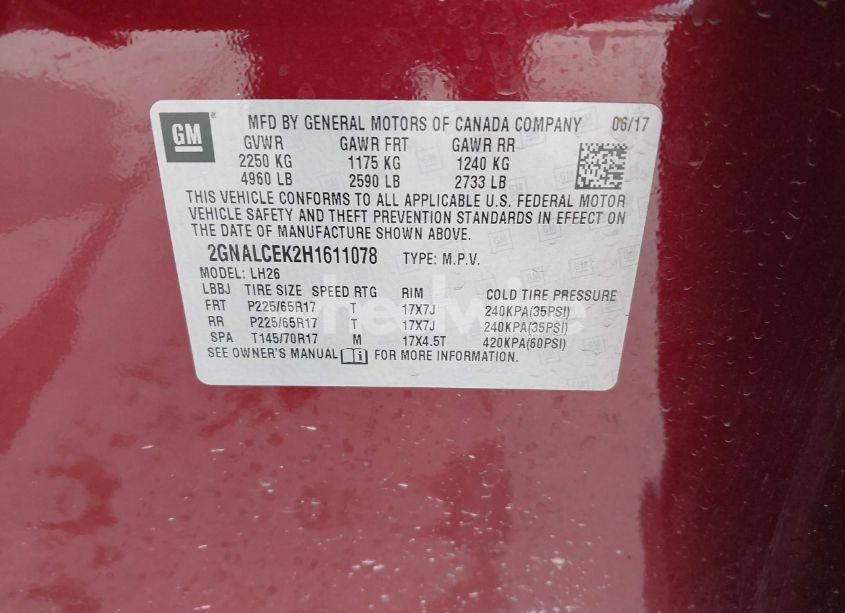 GM
MFD BY GENERAL MOTORS OF CANADA COMPANY 06/17
GVWR GAWR FRT GAWR RR
2250 KG 1175 KG 1240 KG
4960 LB 2590 LB 2733 LB
THIS VEHICLE CONFORMS TO ALL APPLICABLE U.S. FEDERAL MOTOR
VEHICLE SAFETY AND THEFT PREVENTION STANDARDS IN EFFECT ON
THE DATE OF MANUFACTURE SHOWN ABOVE.
2GNALCEK2H1611078 TYPE: M.P.V.
MODEL: LH26
LBBJ TIRE SIZE SPEED RTG RIM COLD TIRE PRESSURE
FRT P225/65R17 T 17X7J 240KPA(35PSI)
RR P225/65R17 T 17X7J 240KPA(35PSI)
SPA T145/70R17 M 17X4.5T 420KPA(60PSI)
SEE OWNER'S MANUAL FOR MORE INFORMATION.